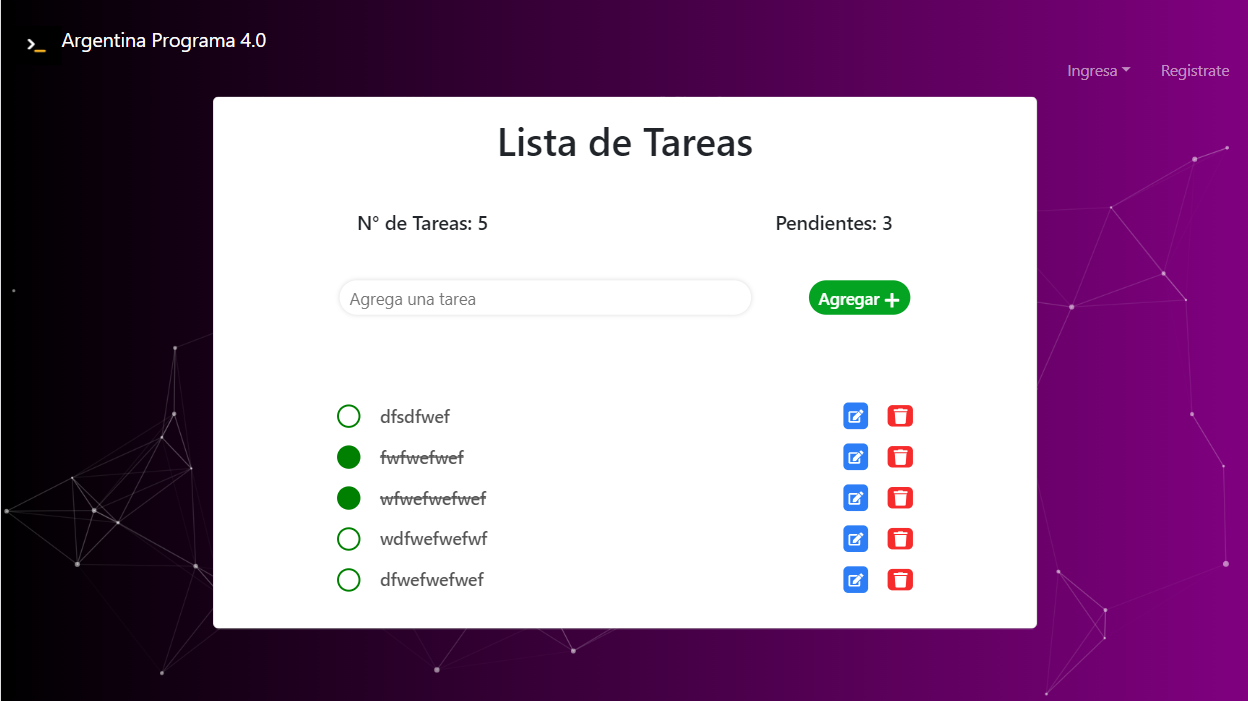 >_ Argentina Programa 4.0
Ingresa Registrate
Lista de Tareas
N° de Tareas: 5 Pendientes: 3
Agrega una tarea Agregar +
dfsdfwef
fwfwefwef
wfwefwefwef
wdfwefwefwf
dfwefwefwef